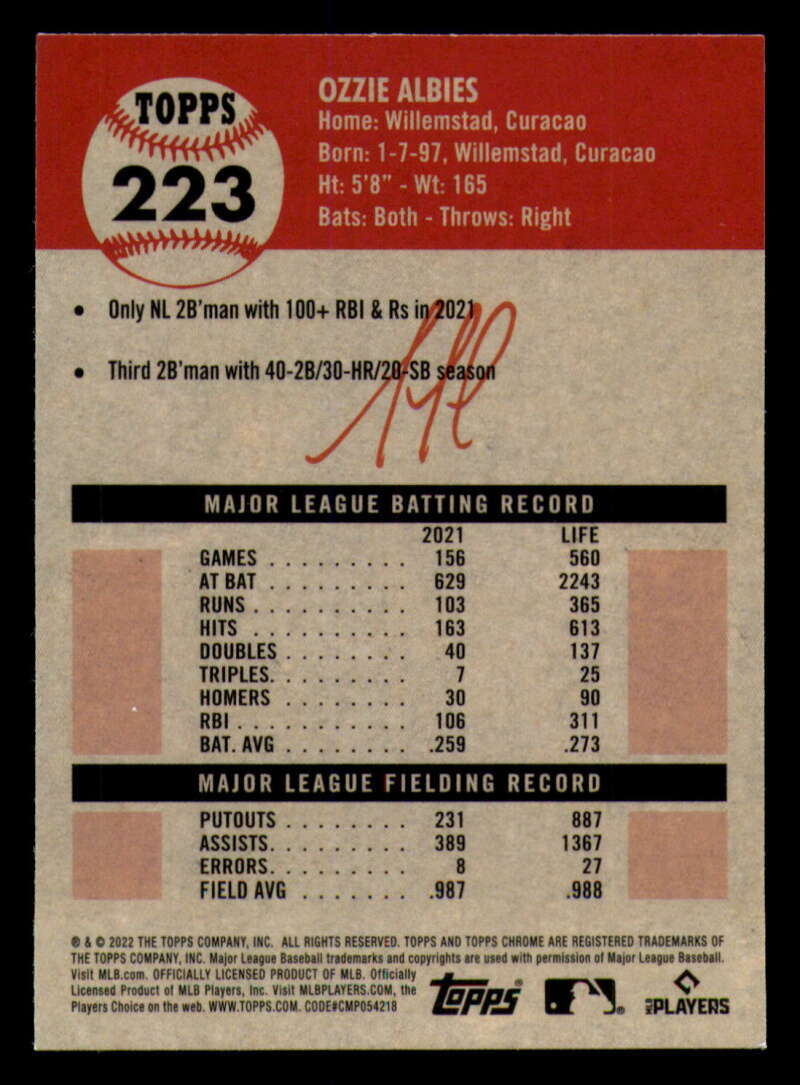 TOPPS
223
OZZIE ALBIES
Home: Willemstad, Curacao
Born: 1-7-97, Willemstad, Curacao
Ht: 5'8" - Wt: 165
Bats: Both - Throws: Right
• Only NL 2B'man with 100+ RBI & Rs in 2021
• Third 2B'man with 40-2B/30-HR/20-SB season
MAJOR LEAGUE BATTING RECORD
2021 LIFE
GAMES . . . . . . . . . 156 560
AT BAT . . . . . . . . . 629 2243
RUNS . . . . . . . . . . 103 365
HITS . . . . . . . . . . 163 613
DOUBLES . . . . . . . . 40 137
TRIPLES. . . . . . . . . 7 25
HOMERS . . . . . . . . 30 90
RBI . . . . . . . . . . . 106 311
BAT. AVG . . . . . . . . .259 .273
MAJOR LEAGUE FIELDING RECORD
PUTOUTS . . . . . . . . 231 887
ASSISTS. . . . . . . . . 389 1367
ERRORS. . . . . . . . . 8 27
FIELD AVG . . . . . . . .987 .988
® & © 2022 THE TOPPS COMPANY, INC. ALL RIGHTS RESERVED. TOPPS AND TOPPS CHROME ARE REGISTERED TRADEMARKS OF
THE TOPPS COMPANY, INC. Major League Baseball trademarks and copyrights are used with permission of Major League Baseball.
Visit MLB.com. OFFICIALLY LICENSED PRODUCT OF MLB. Officially
Licensed Product of MLB Players, Inc. Visit MLBPLAYERS.COM, the
Players Choice on the web. WWW.TOPPS.COM. CODE#CMP054218
topps®
MLB PLAYERS